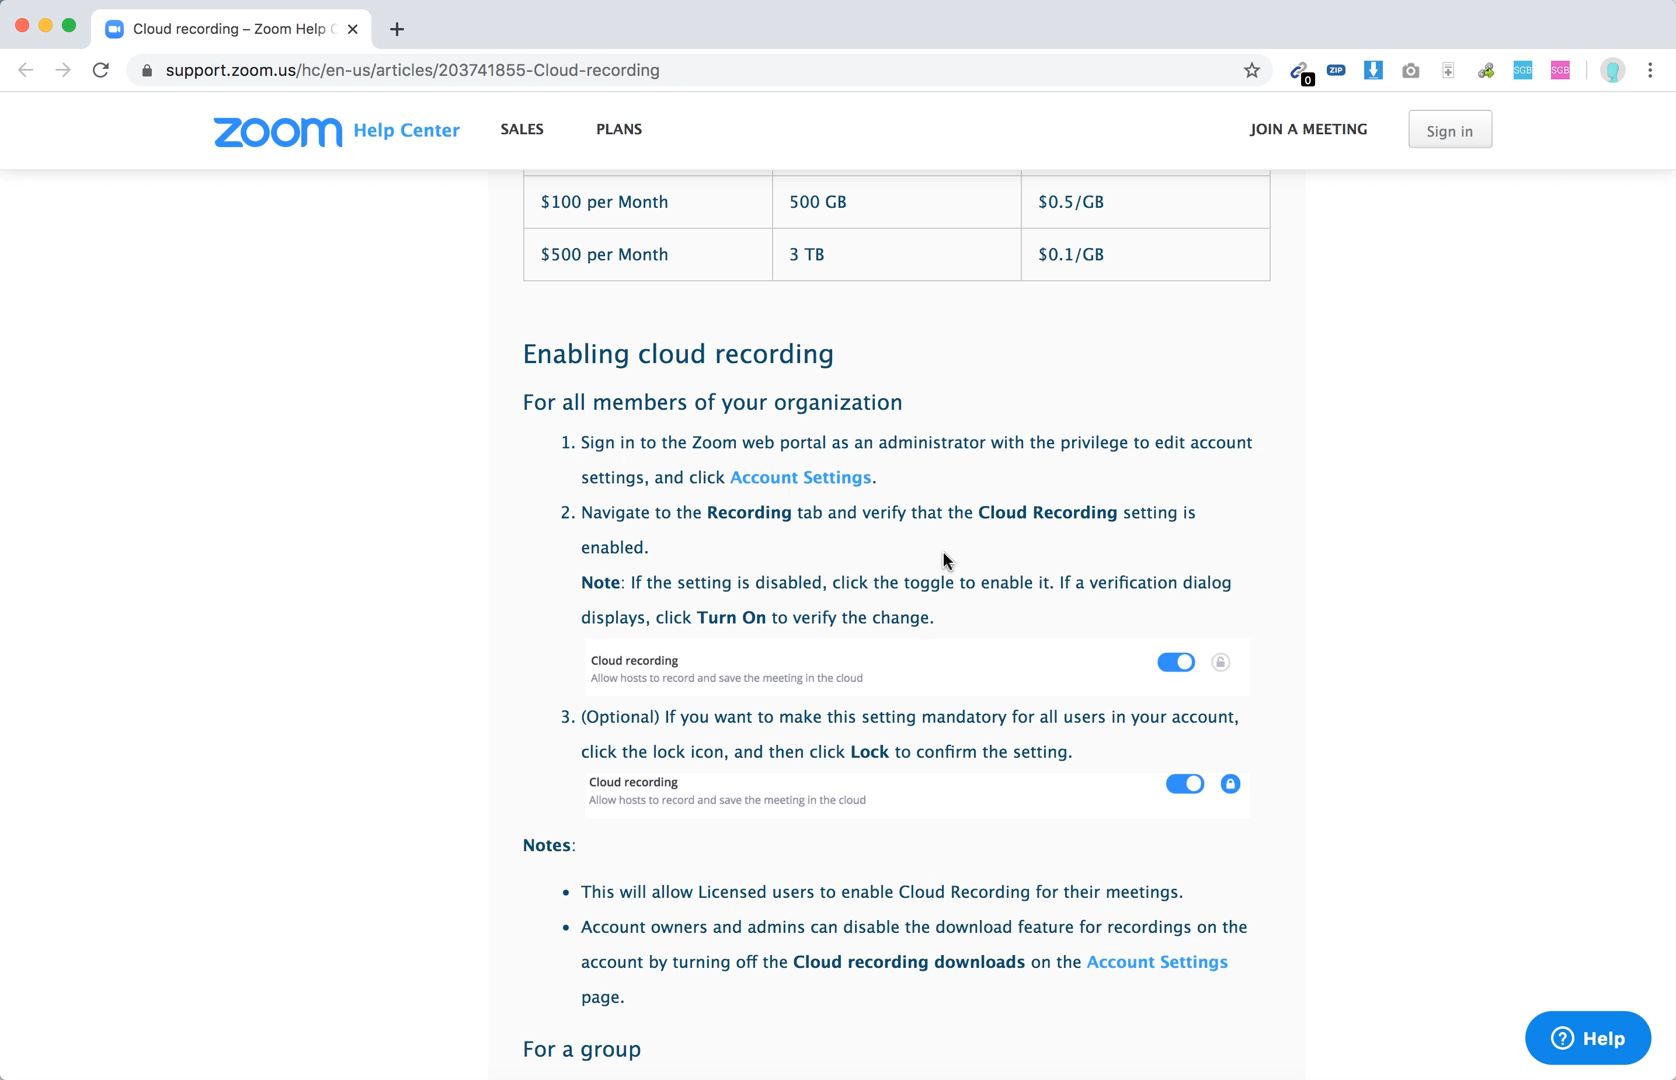 Cloud recording – Zoom Help
support.zoom.us/hc/en-us/articles/203741855-Cloud-recording
0
ZIP
SGB
SGB
zoom Help Center
SALES
PLANS
JOIN A MEETING
Sign in
$100 per Month 500 GB $0.5/GB
$500 per Month 3 TB $0.1/GB
Enabling cloud recording
For all members of your organization
1. Sign in to the Zoom web portal as an administrator with the privilege to edit account
settings, and click Account Settings.
2. Navigate to the Recording tab and verify that the Cloud Recording setting is
enabled.
Note: If the setting is disabled, click the toggle to enable it. If a verification dialog
displays, click Turn On to verify the change.
Cloud recording
Allow hosts to record and save the meeting in the cloud
3. (Optional) If you want to make this setting mandatory for all users in your account,
click the lock icon, and then click Lock to confirm the setting.
Cloud recording
Allow hosts to record and save the meeting in the cloud
Notes:
• This will allow Licensed users to enable Cloud Recording for their meetings.
• Account owners and admins can disable the download feature for recordings on the
account by turning off the Cloud recording downloads on the Account Settings
page.
For a group
? Help